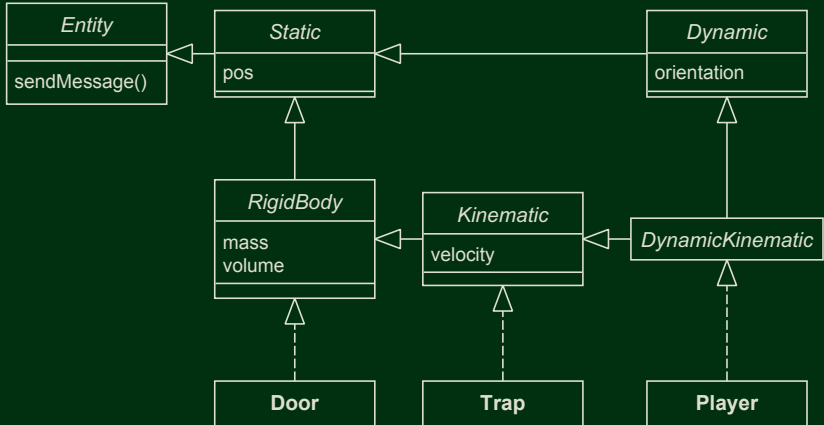 Entity
sendMessage()
Static
pos
Dynamic
orientation
RigidBody
mass
volume
Kinematic
velocity
DynamicKinematic
Door
Trap
Player